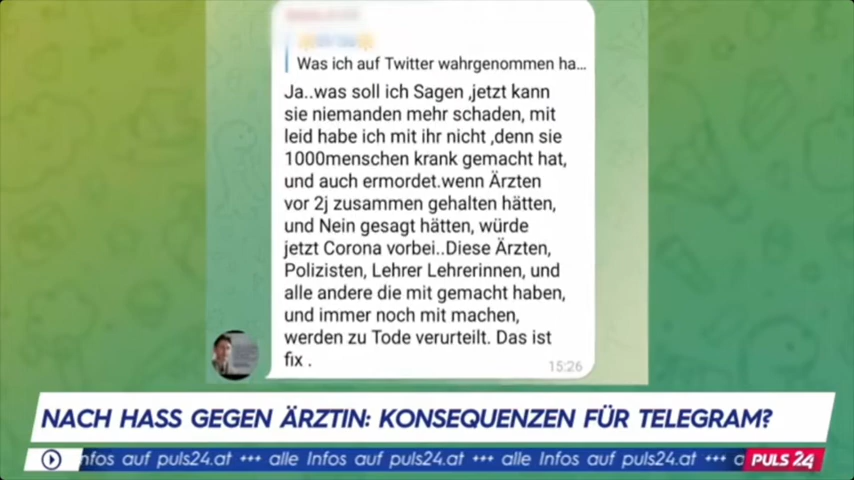 Was ich auf Twitter wahrgenommen ha...
Ja..was soll ich Sagen ,jetzt kann
sie niemanden mehr schaden, mit
leid habe ich mit ihr nicht ,denn sie
1000menschen krank gemacht hat,
und auch ermordet.wenn Ärzten
vor 2j zusammen gehalten hätten,
und Nein gesagt hätten, würde
jetzt Corona vorbei..Diese Ärzten,
Polizisten, Lehrer Lehrerinnen, und
alle andere die mit gemacht haben,
und immer noch mit machen,
werden zu Tode verurteilt. Das ist
fix .
15:26
NACH HASS GEGEN ÄRZTIN: KONSEQUENZEN FÜR TELEGRAM?
nfos auf puls24.at +++ alle Infos auf puls24.at +++ alle Infos auf puls24.at +++ a
PULS 24